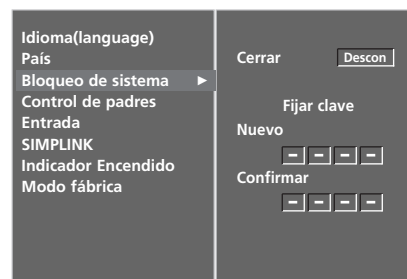 Idioma(language)
País
Bloqueo de sistema ►
Control de padres
Entrada
SIMPLINK
Indicador Encendido
Modo fábrica
Cerrar Descon
Fijar clave
Nuevo
– – – –
Confirmar
– – – –